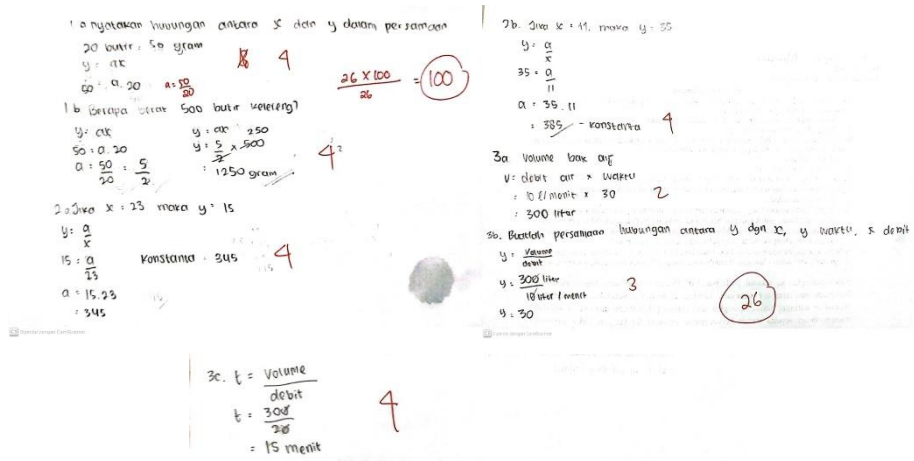 1 a nyatakan hubungan antara x dan y dalam persamaan
20 butir, 50 gram
y = ax
50 = a.20 a = 50/20
4
26 x 100 / 26 = 100
1 b Berapa berat 500 butir kelereng?
y = ax
50 = a.20
a = 50/20 = 5/2
y = ax 250
y = 5/2 x 500
= 1250 gram
4
2 a Jika x = 23 maka y = 15
y = a/x
15 = a/23 Konstanta = 345
a = 15.23
= 345
4
2b. Jika x = 11, maka y = 35
y = a/x
35 = a/11
a = 35.11
= 385 - Konstanta
4
3a Volume bak air
V = debit air x waktu
= 10 l/menit x 30
= 300 liter
2
3b. Buatlah persamaan hubungan antara y dgn x, y waktu, x debit
y = Volume/debit
y = 300 liter / 10 liter / menit
y = 30
3
26
3c. t = Volume/debit
t = 300/20
= 15 menit
4